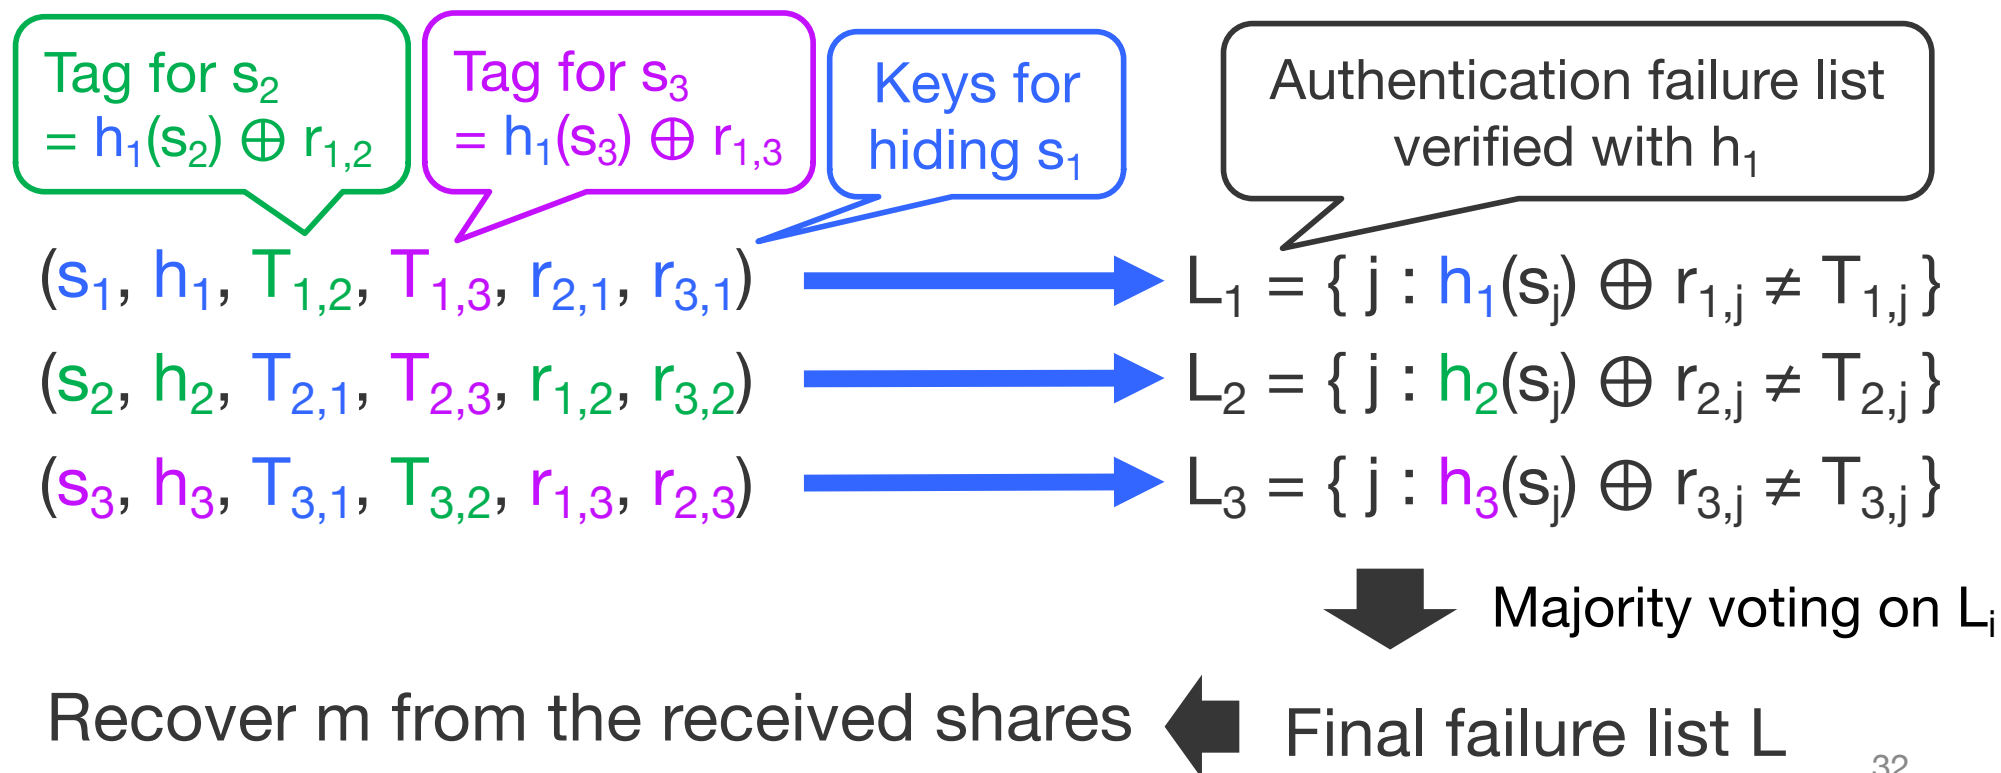 Tag for s₂
= h₁(s₂) ⊕ r₁,₂
Tag for s₃
= h₁(s₃) ⊕ r₁,₃
Keys for
hiding s₁
Authentication failure list
verified with h₁
(s₁, h₁, T₁,₂, T₁,₃, r₂,₁, r₃,₁)
L₁ = { j : h₁(sⱼ) ⊕ r₁,ⱼ ≠ T₁,ⱼ }
(s₂, h₂, T₂,₁, T₂,₃, r₁,₂, r₃,₂)
L₂ = { j : h₂(sⱼ) ⊕ r₂,ⱼ ≠ T₂,ⱼ }
(s₃, h₃, T₃,₁, T₃,₂, r₁,₃, r₂,₃)
L₃ = { j : h₃(sⱼ) ⊕ r₃,ⱼ ≠ T₃,ⱼ }
Majority voting on Lᵢ
Recover m from the received shares
Final failure list L
32